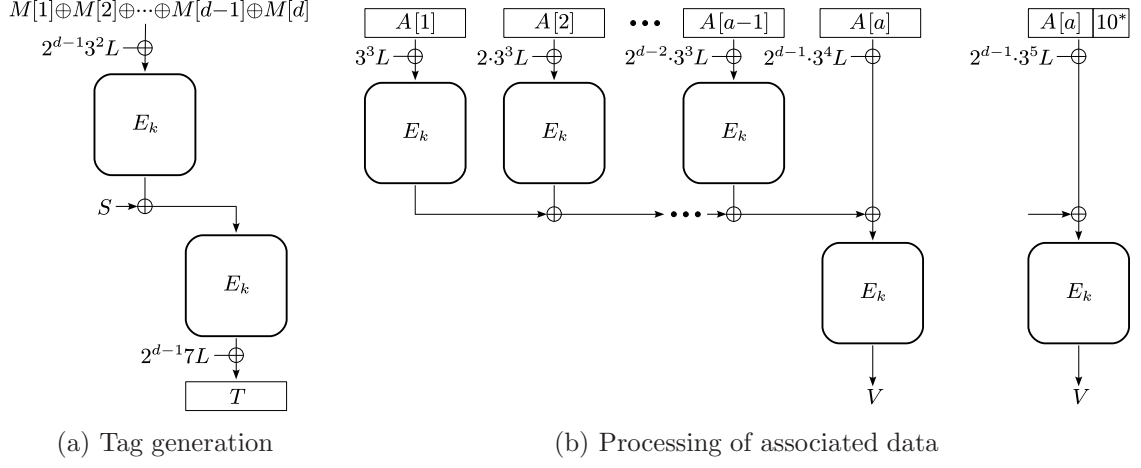 M[1]⊕M[2]⊕···⊕M[d−1]⊕M[d]
2^{d−1}3^2L
E_k
S
E_k
2^{d−1}7L
T
(a) Tag generation
A[1] A[2] ••• A[a−1] A[a] A[a] 10*
3^3L 2·3^3L 2^{d−2}·3^3L 2^{d−1}·3^4L 2^{d−1}·3^5L
E_k E_k E_k
•••
E_k E_k
V V
(b) Processing of associated data